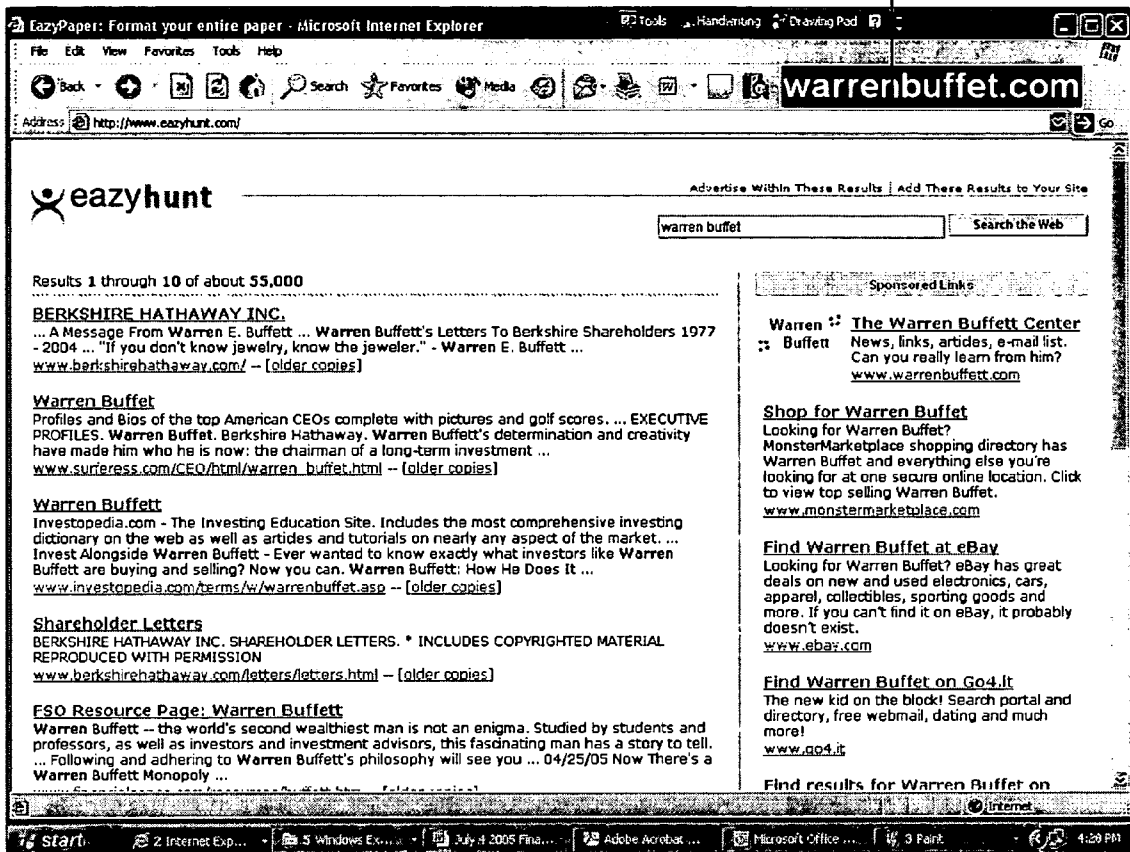 EazyPaper: Format your entire paper - Microsoft Internet Explorer
Tools Handwriting Drawing Pad
File Edit View Favorites Tools Help
Back Search Favorites Media
warrenbuffet.com
Address http://www.eazyhunt.com/ Go
eazyhunt
Advertise Within These Results | Add These Results to Your Site
warren buffet Search the Web
Results 1 through 10 of about 55,000
BERKSHIRE HATHAWAY INC.
... A Message From Warren E. Buffett ... Warren Buffett's Letters To Berkshire Shareholders 1977
- 2004 ... "If you don't know jewelry, know the jeweler." - Warren E. Buffett ...
www.berkshirehathaway.com/ -- [older copies]
Warren Buffet
Profiles and Bios of the top American CEOs complete with pictures and golf scores. ... EXECUTIVE
PROFILES. Warren Buffet. Berkshire Hathaway. Warren Buffett's determination and creativity
have made him who he is now: the chairman of a long-term investment ...
www.surferess.com/CEO/html/warren_buffet.html -- [older copies]
Warren Buffett
Investopedia.com - The Investing Education Site. Includes the most comprehensive investing
dictionary on the web as well as articles and tutorials on nearly any aspect of the market. ...
Invest Alongside Warren Buffett - Ever wanted to know exactly what investors like Warren
Buffett are buying and selling? Now you can. Warren Buffett: How He Does It ...
www.investopedia.com/terms/w/warrenbuffet.asp -- [older copies]
Shareholder Letters
BERKSHIRE HATHAWAY INC. SHAREHOLDER LETTERS. * INCLUDES COPYRIGHTED MATERIAL
REPRODUCED WITH PERMISSION
www.berkshirehathaway.com/letters/letters.html -- [older copies]
FSO Resource Page: Warren Buffett
Warren Buffett -- the world's second wealthiest man is not an enigma. Studied by students and
professors, as well as investors and investment advisors, this fascinating man has a story to tell.
... Following and adhering to Warren Buffett's philosophy will see you ... 04/25/05 Now There's a
Warren Buffett Monopoly ...
Sponsored Links
Warren
Buffett
The Warren Buffett Center
News, links, articles, e-mail list.
Can you really learn from him?
www.warrenbuffett.com
Shop for Warren Buffet
Looking for Warren Buffet?
MonsterMarketplace shopping directory has
Warren Buffet and everything else you're
looking for at one secure online location. Click
to view top selling Warren Buffet.
www.monstermarketplace.com
Find Warren Buffet at eBay
Looking for Warren Buffet? eBay has great
deals on new and used electronics, cars,
apparel, collectibles, sporting goods and
more. If you can't find it on eBay, it probably
doesn't exist.
www.ebay.com
Find Warren Buffet on Go4.it
The new kid on the block! Search portal and
directory, free webmail, dating and much
more!
www.go4.it
Find results for Warren Buffet on
Internet
start 2 Internet Exp... 5 Windows Ex... July 4 2005 Fina... Adobe Acrobat ... Microsoft Office ... 3 Paint 4:28 PM